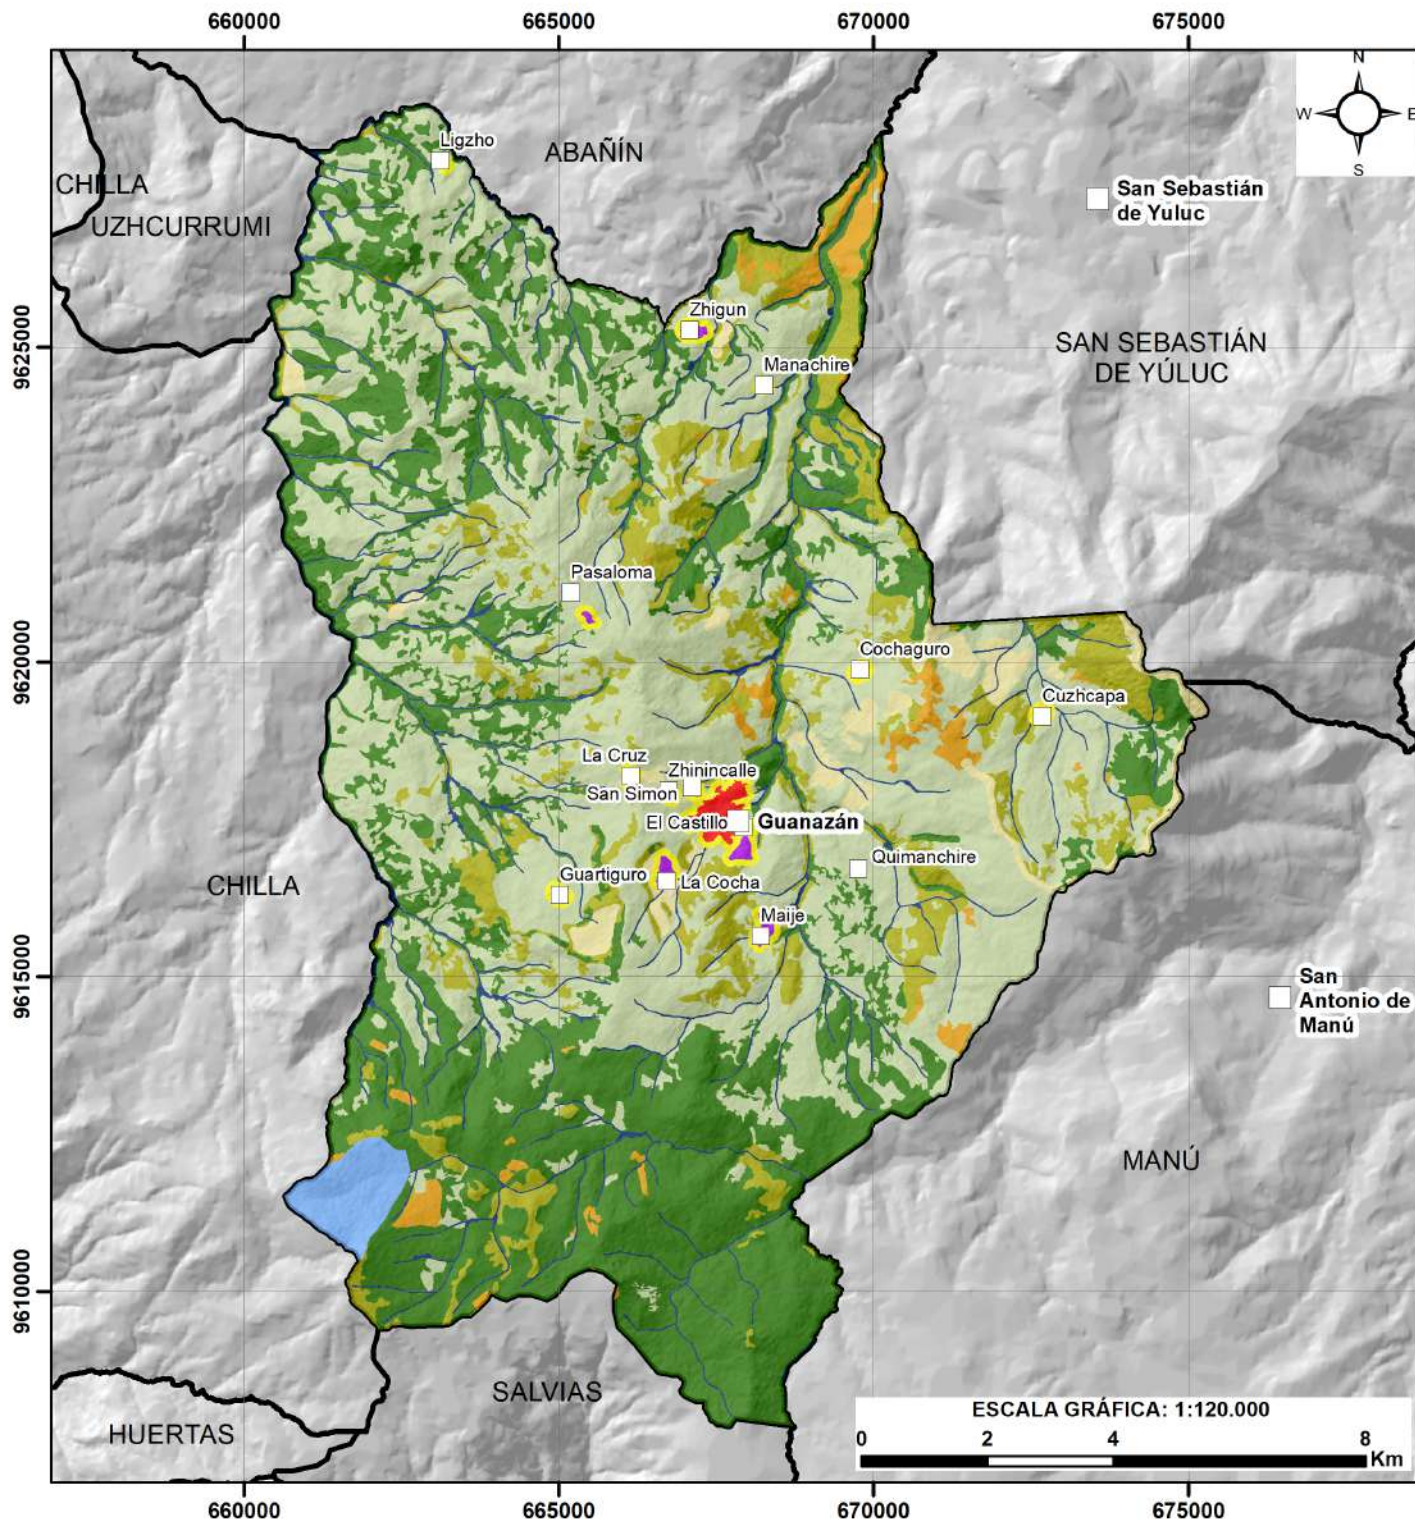 660000
665000
670000
675000
N
W
E
S
Ligzho
ABAÑÍN
CHILLA
UZHCURRUMI
San Sebastián
de Yuluc
Zhigun
9625000
SAN SEBASTIÁN
DE YÚLUC
Manachire
Pasaloma
Cochaguro
9620000
Cuzhcapa
La Cruz
Zhinincalle
San Simon
El Castillo
Guanazán
Quimanchire
CHILLA
Guartiguro
La Cocha
Maije
9615000
San
Antonio de
Manú
MANÚ
9610000
SALVIAS
HUERTAS
ESCALA GRÁFICA: 1:120.000
0
2
4
8
Km
660000
665000
670000
675000